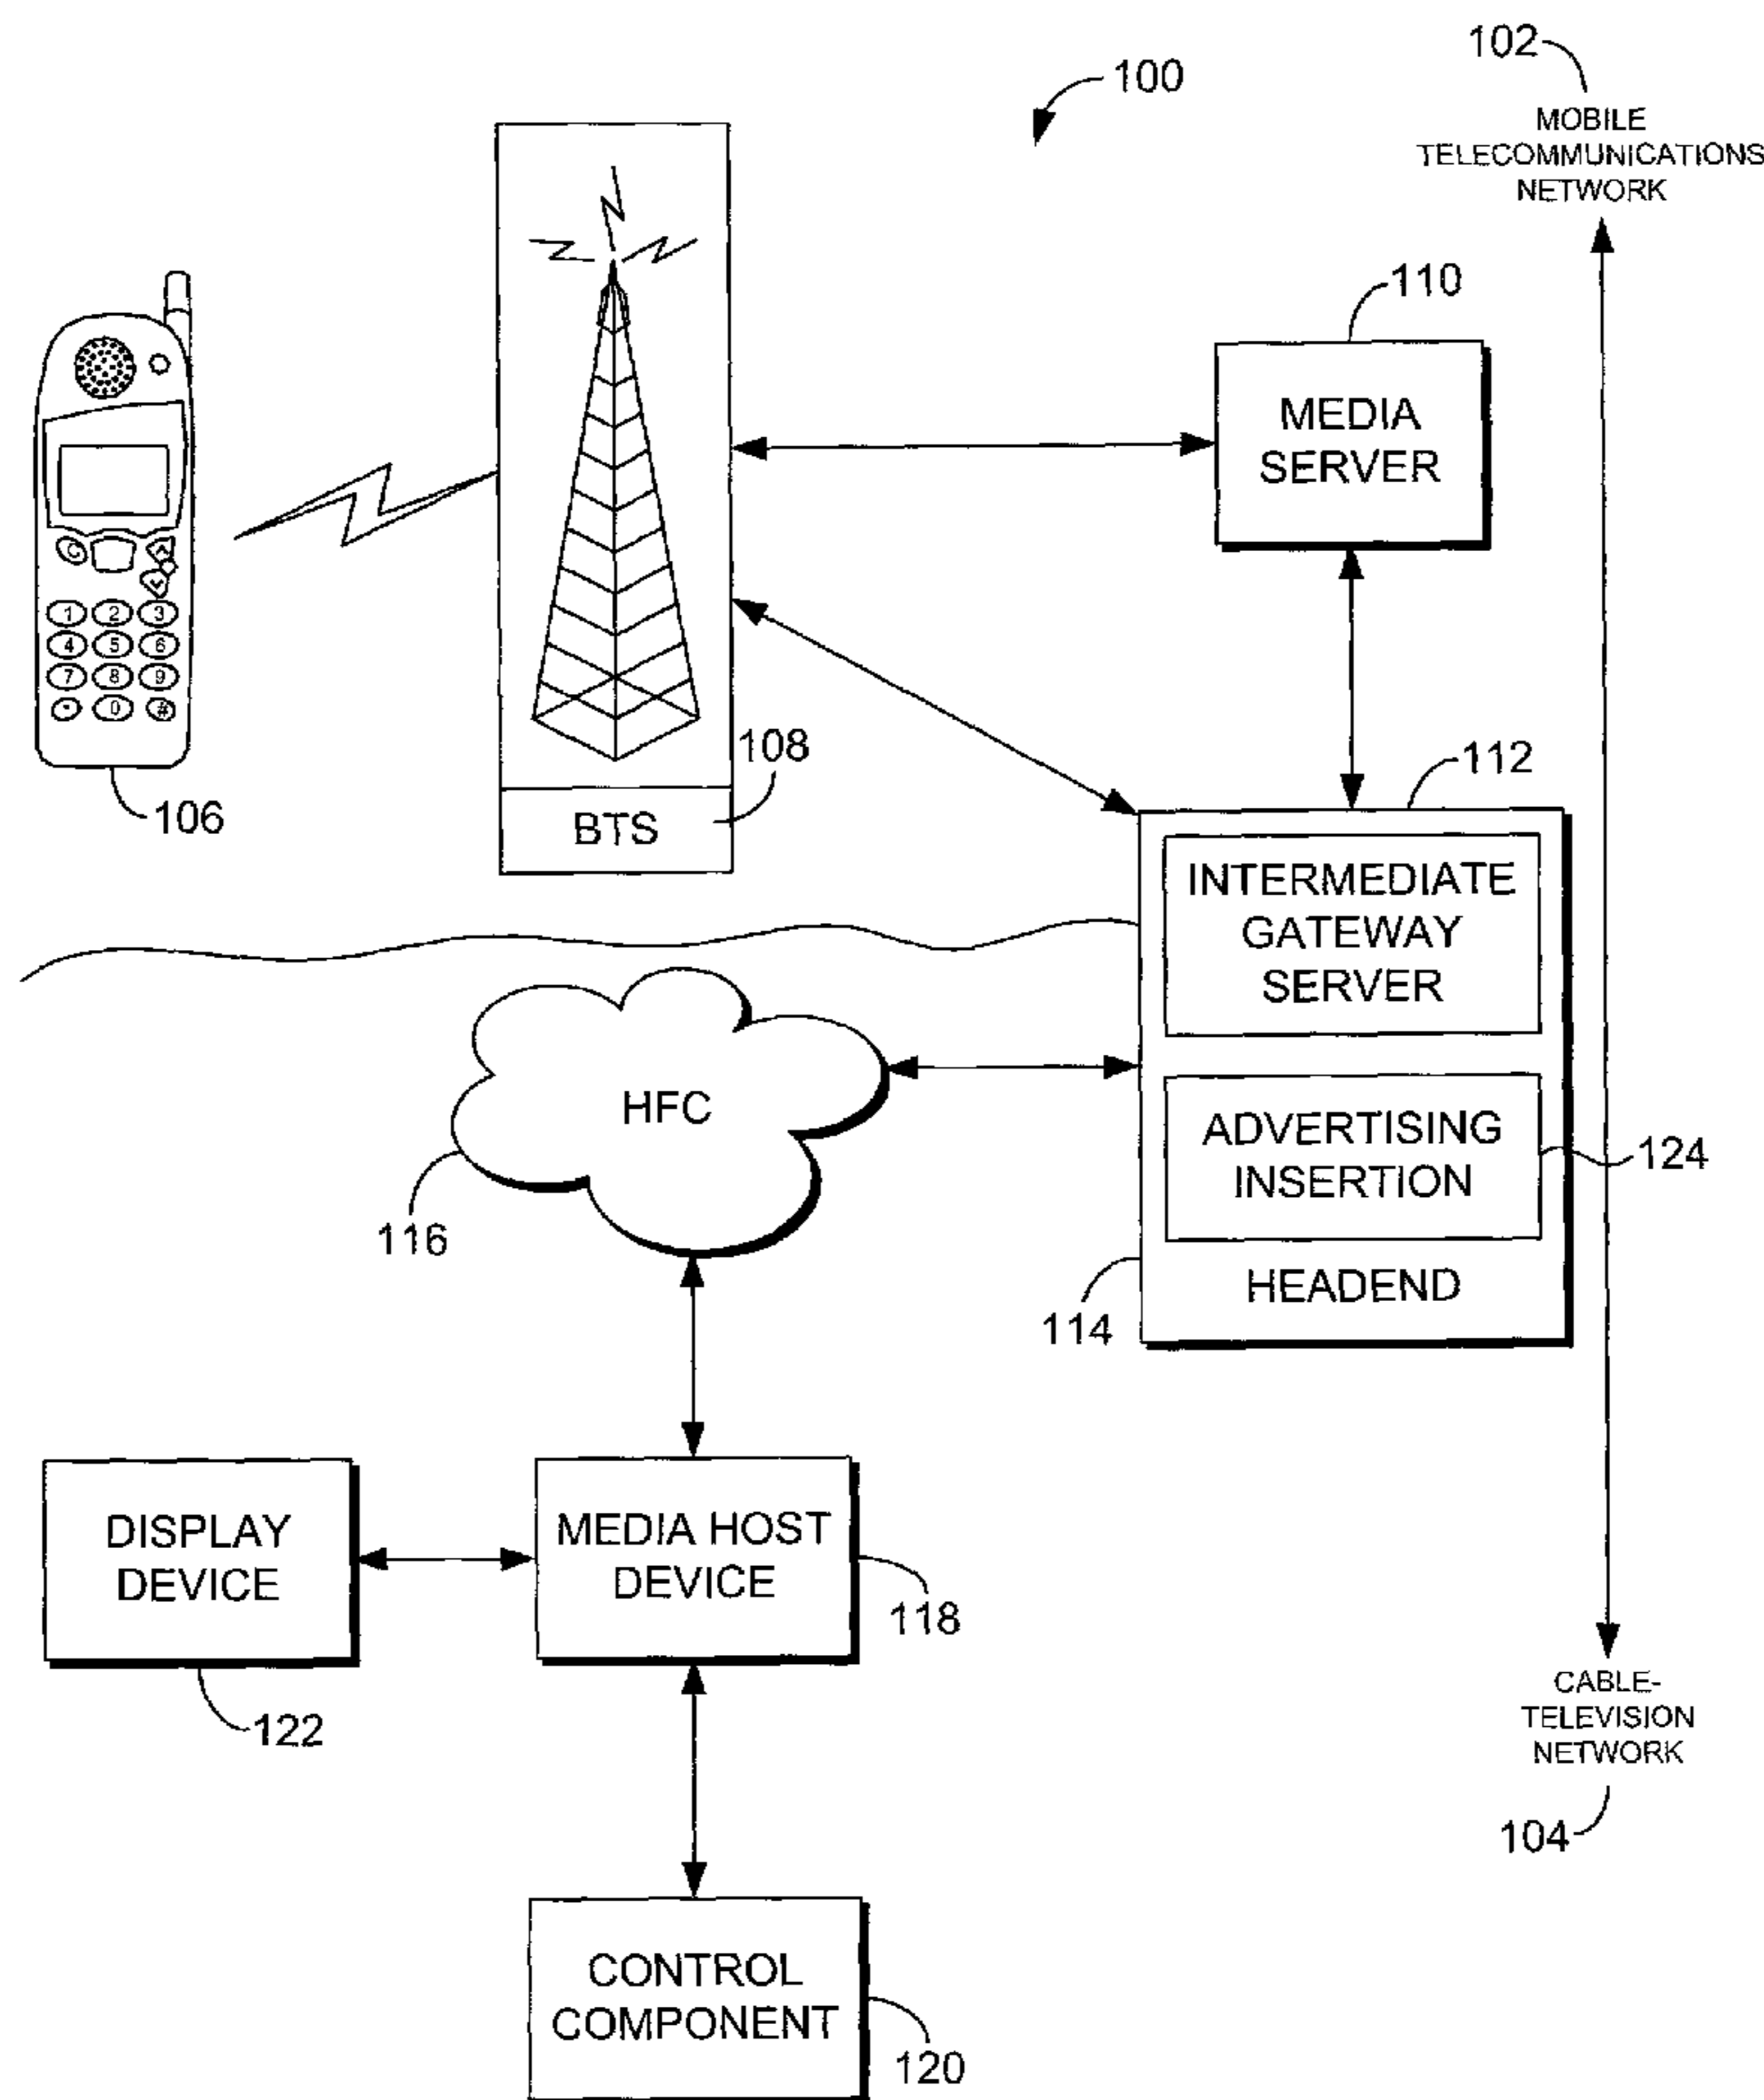 102
100
MOBILE
TELECOMMUNICATIONS
NETWORK
110
MEDIA
SERVER
1 2 3
4 5 6
7 8 9
0 #
106
108
BTS
112
INTERMEDIATE
GATEWAY
SERVER
HFC
116
ADVERTISING
INSERTION
124
HEADEND
114
DISPLAY
DEVICE
122
MEDIA HOST
DEVICE
118
CABLE-
TELEVISION
NETWORK
104
CONTROL
COMPONENT
120